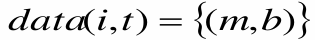 data(i,t) = {(m,b)}